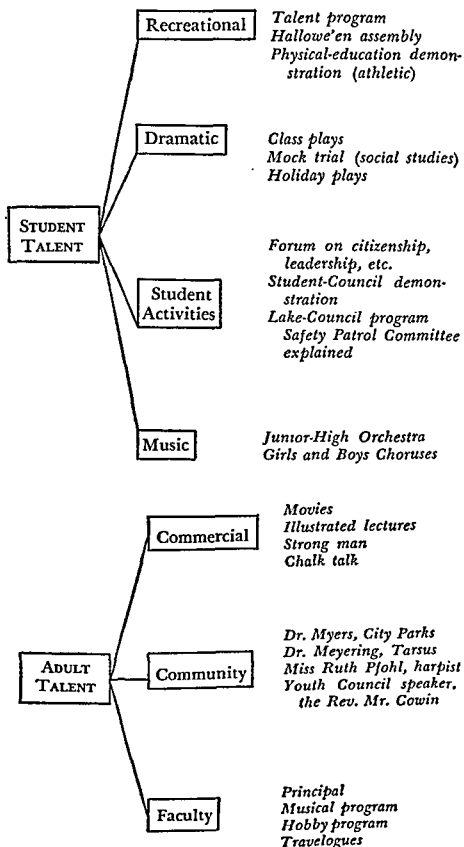 Recreational
Talent program
Hallowe'en assembly
Physical-education demon-
stration (athletic)
Dramatic
Class plays
Mock trial (social studies)
Holiday plays
STUDENT
TALENT
Student
Activities
Forum on citizenship,
leadership, etc.
Student-Council demon-
stration
Lake-Council program
Safety Patrol Committee
explained
Music
Junior-High Orchestra
Girls and Boys Choruses
Commercial
Movies
Illustrated lectures
Strong man
Chalk talk
ADULT
TALENT
Community
Dr. Myers, City Parks
Dr. Meyering, Tarsus
Miss Ruth Pfohl, harpist
Youth Council speaker,
the Rev. Mr. Cowin
Faculty
Principal
Musical program
Hobby program
Travelogues